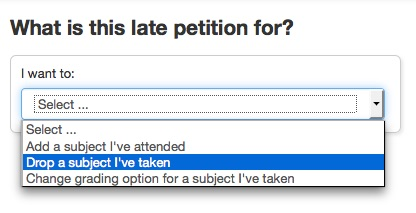 What is this late petition for?
I want to:
Select ...
Select ...
Add a subject I've attended
Drop a subject I've taken
Change grading option for a subject I've taken